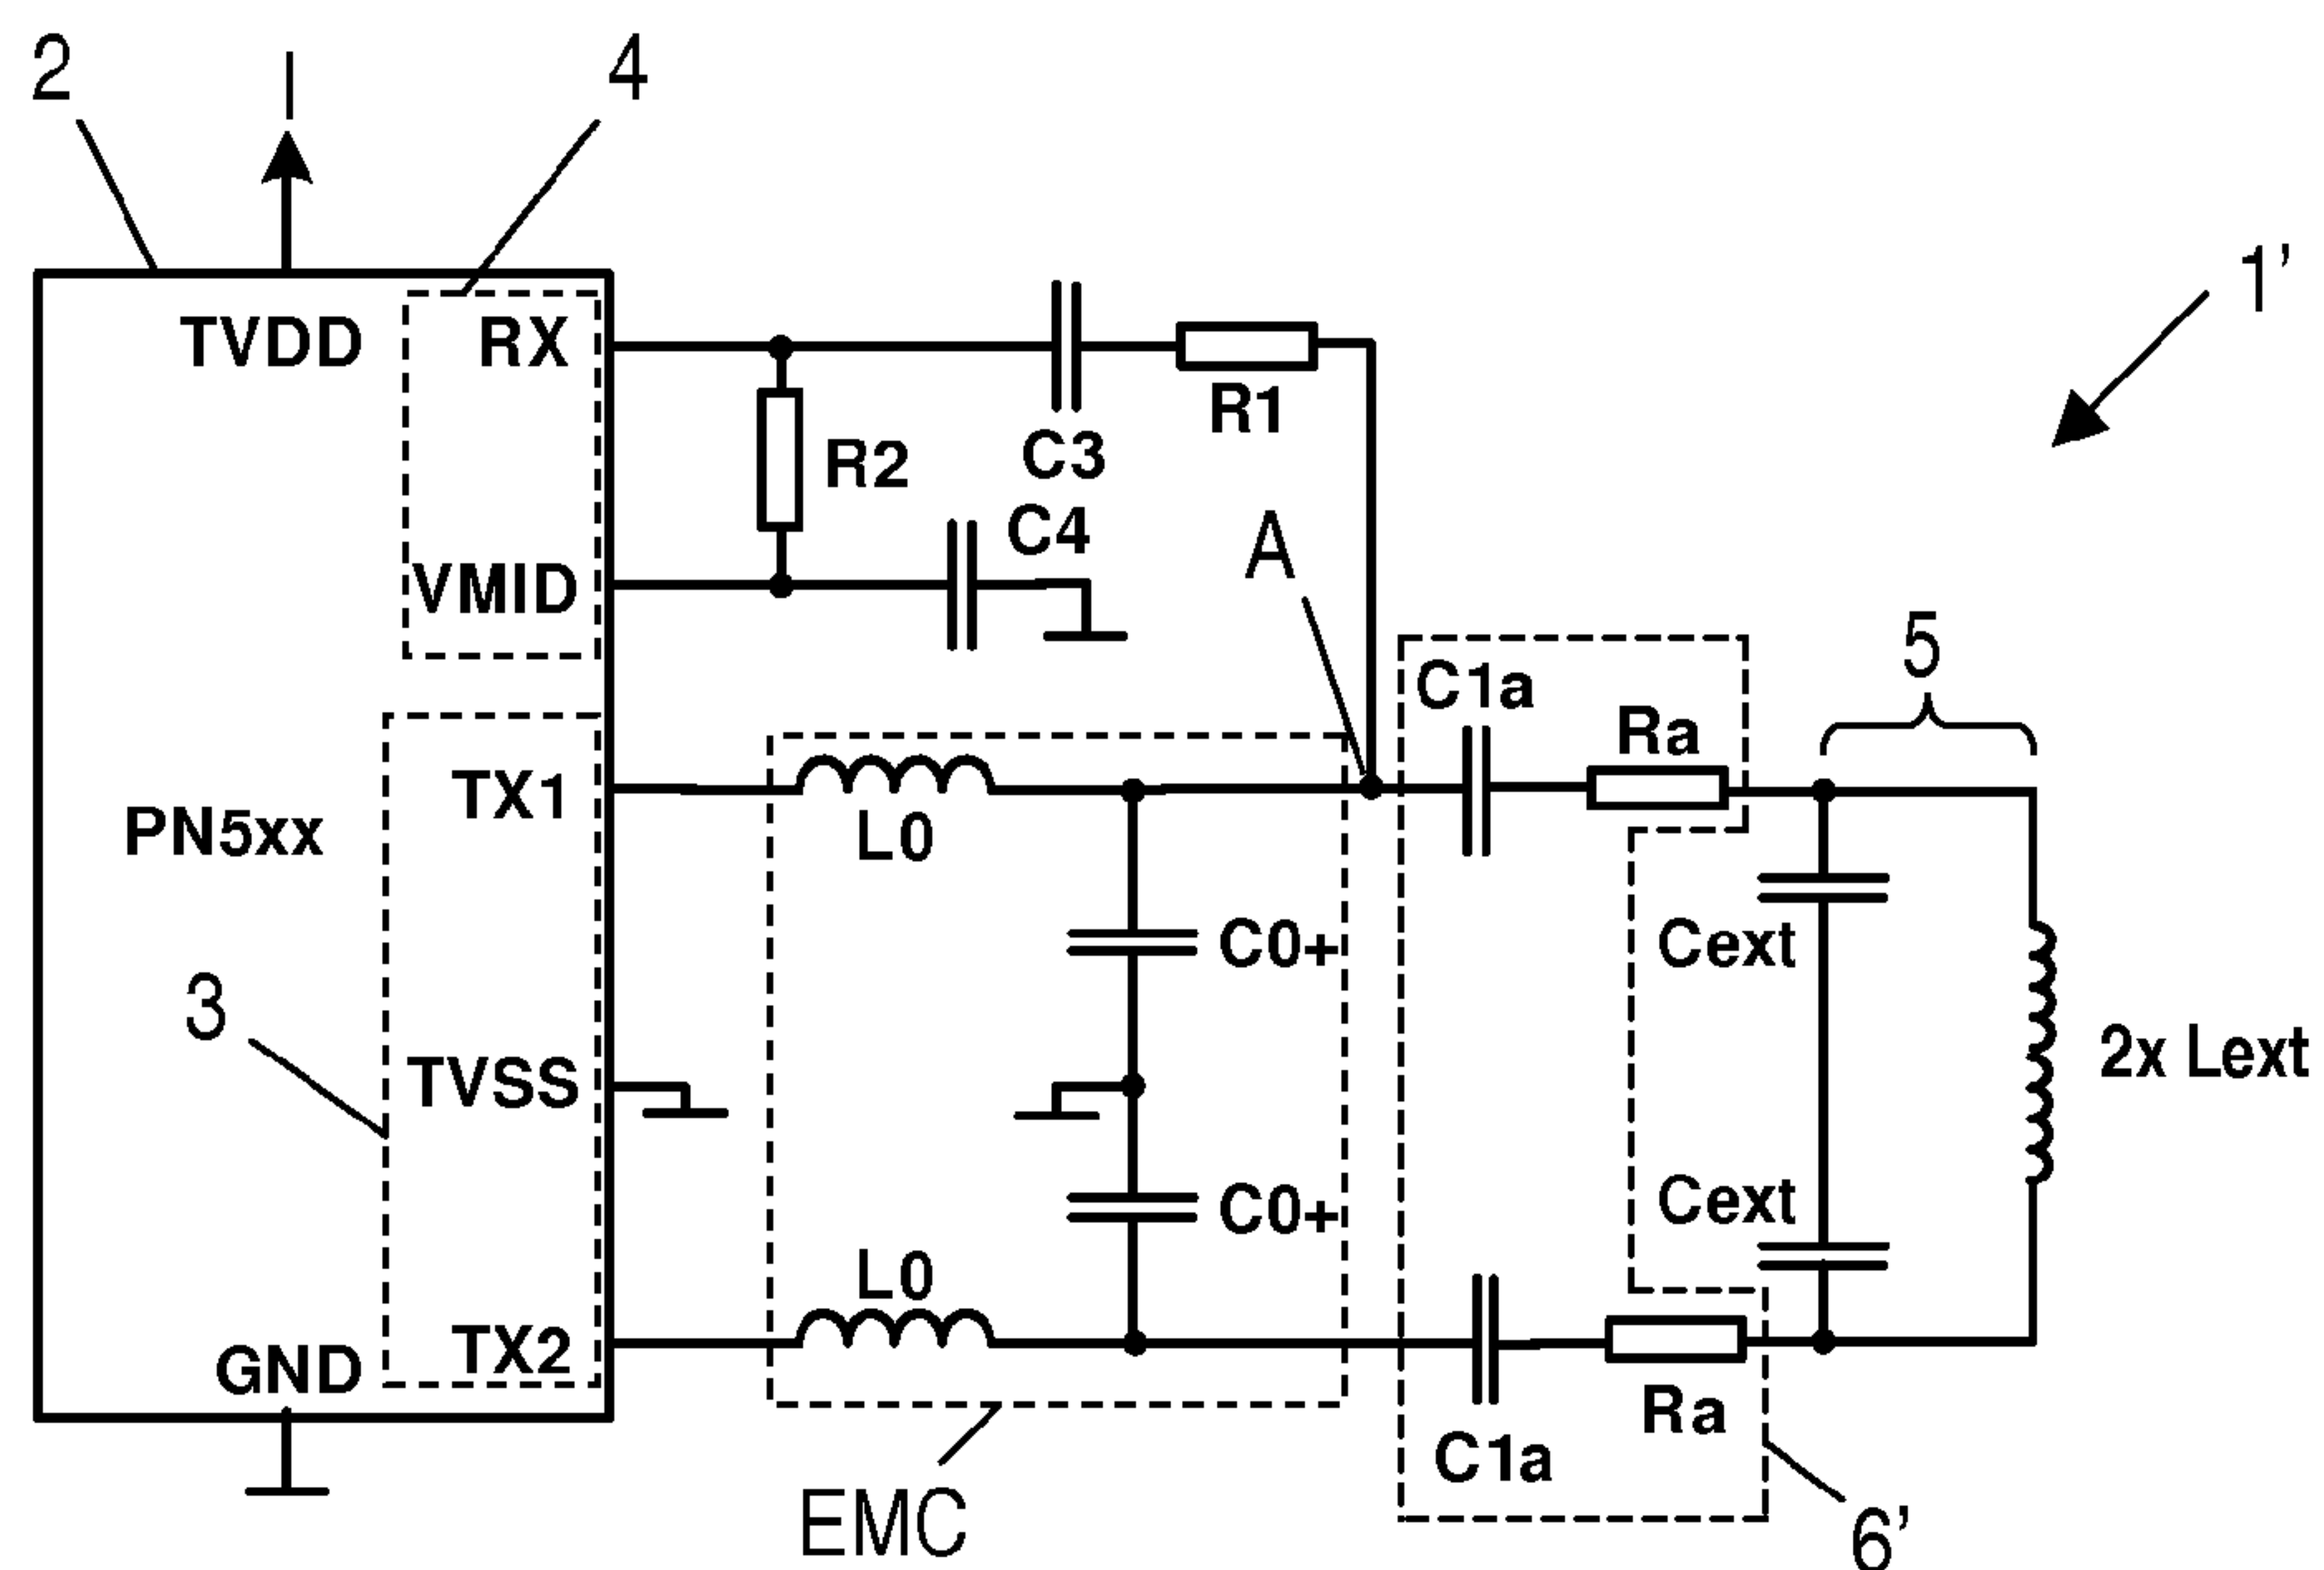 2
I
4
1’
TVDD
RX
R1
C3
R2
C4
A
VMID
5
C1a
Ra
TX1
PN5xx
L0
C0+
Cext
3
TVSS
2x Lext
C0+
Cext
L0
TX2
GND
Ra
C1a
EMC
6’